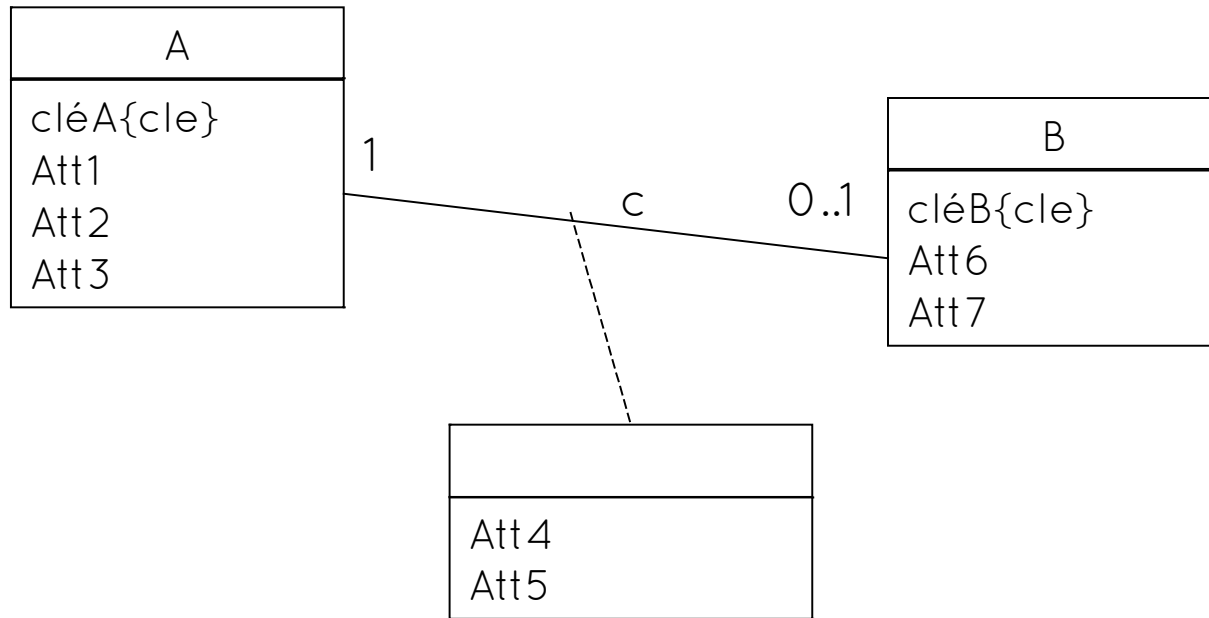 A
cléA{cle}
Att1
Att2
Att3
1
c
0..1
B
cléB{cle}
Att6
Att7
Att4
Att5